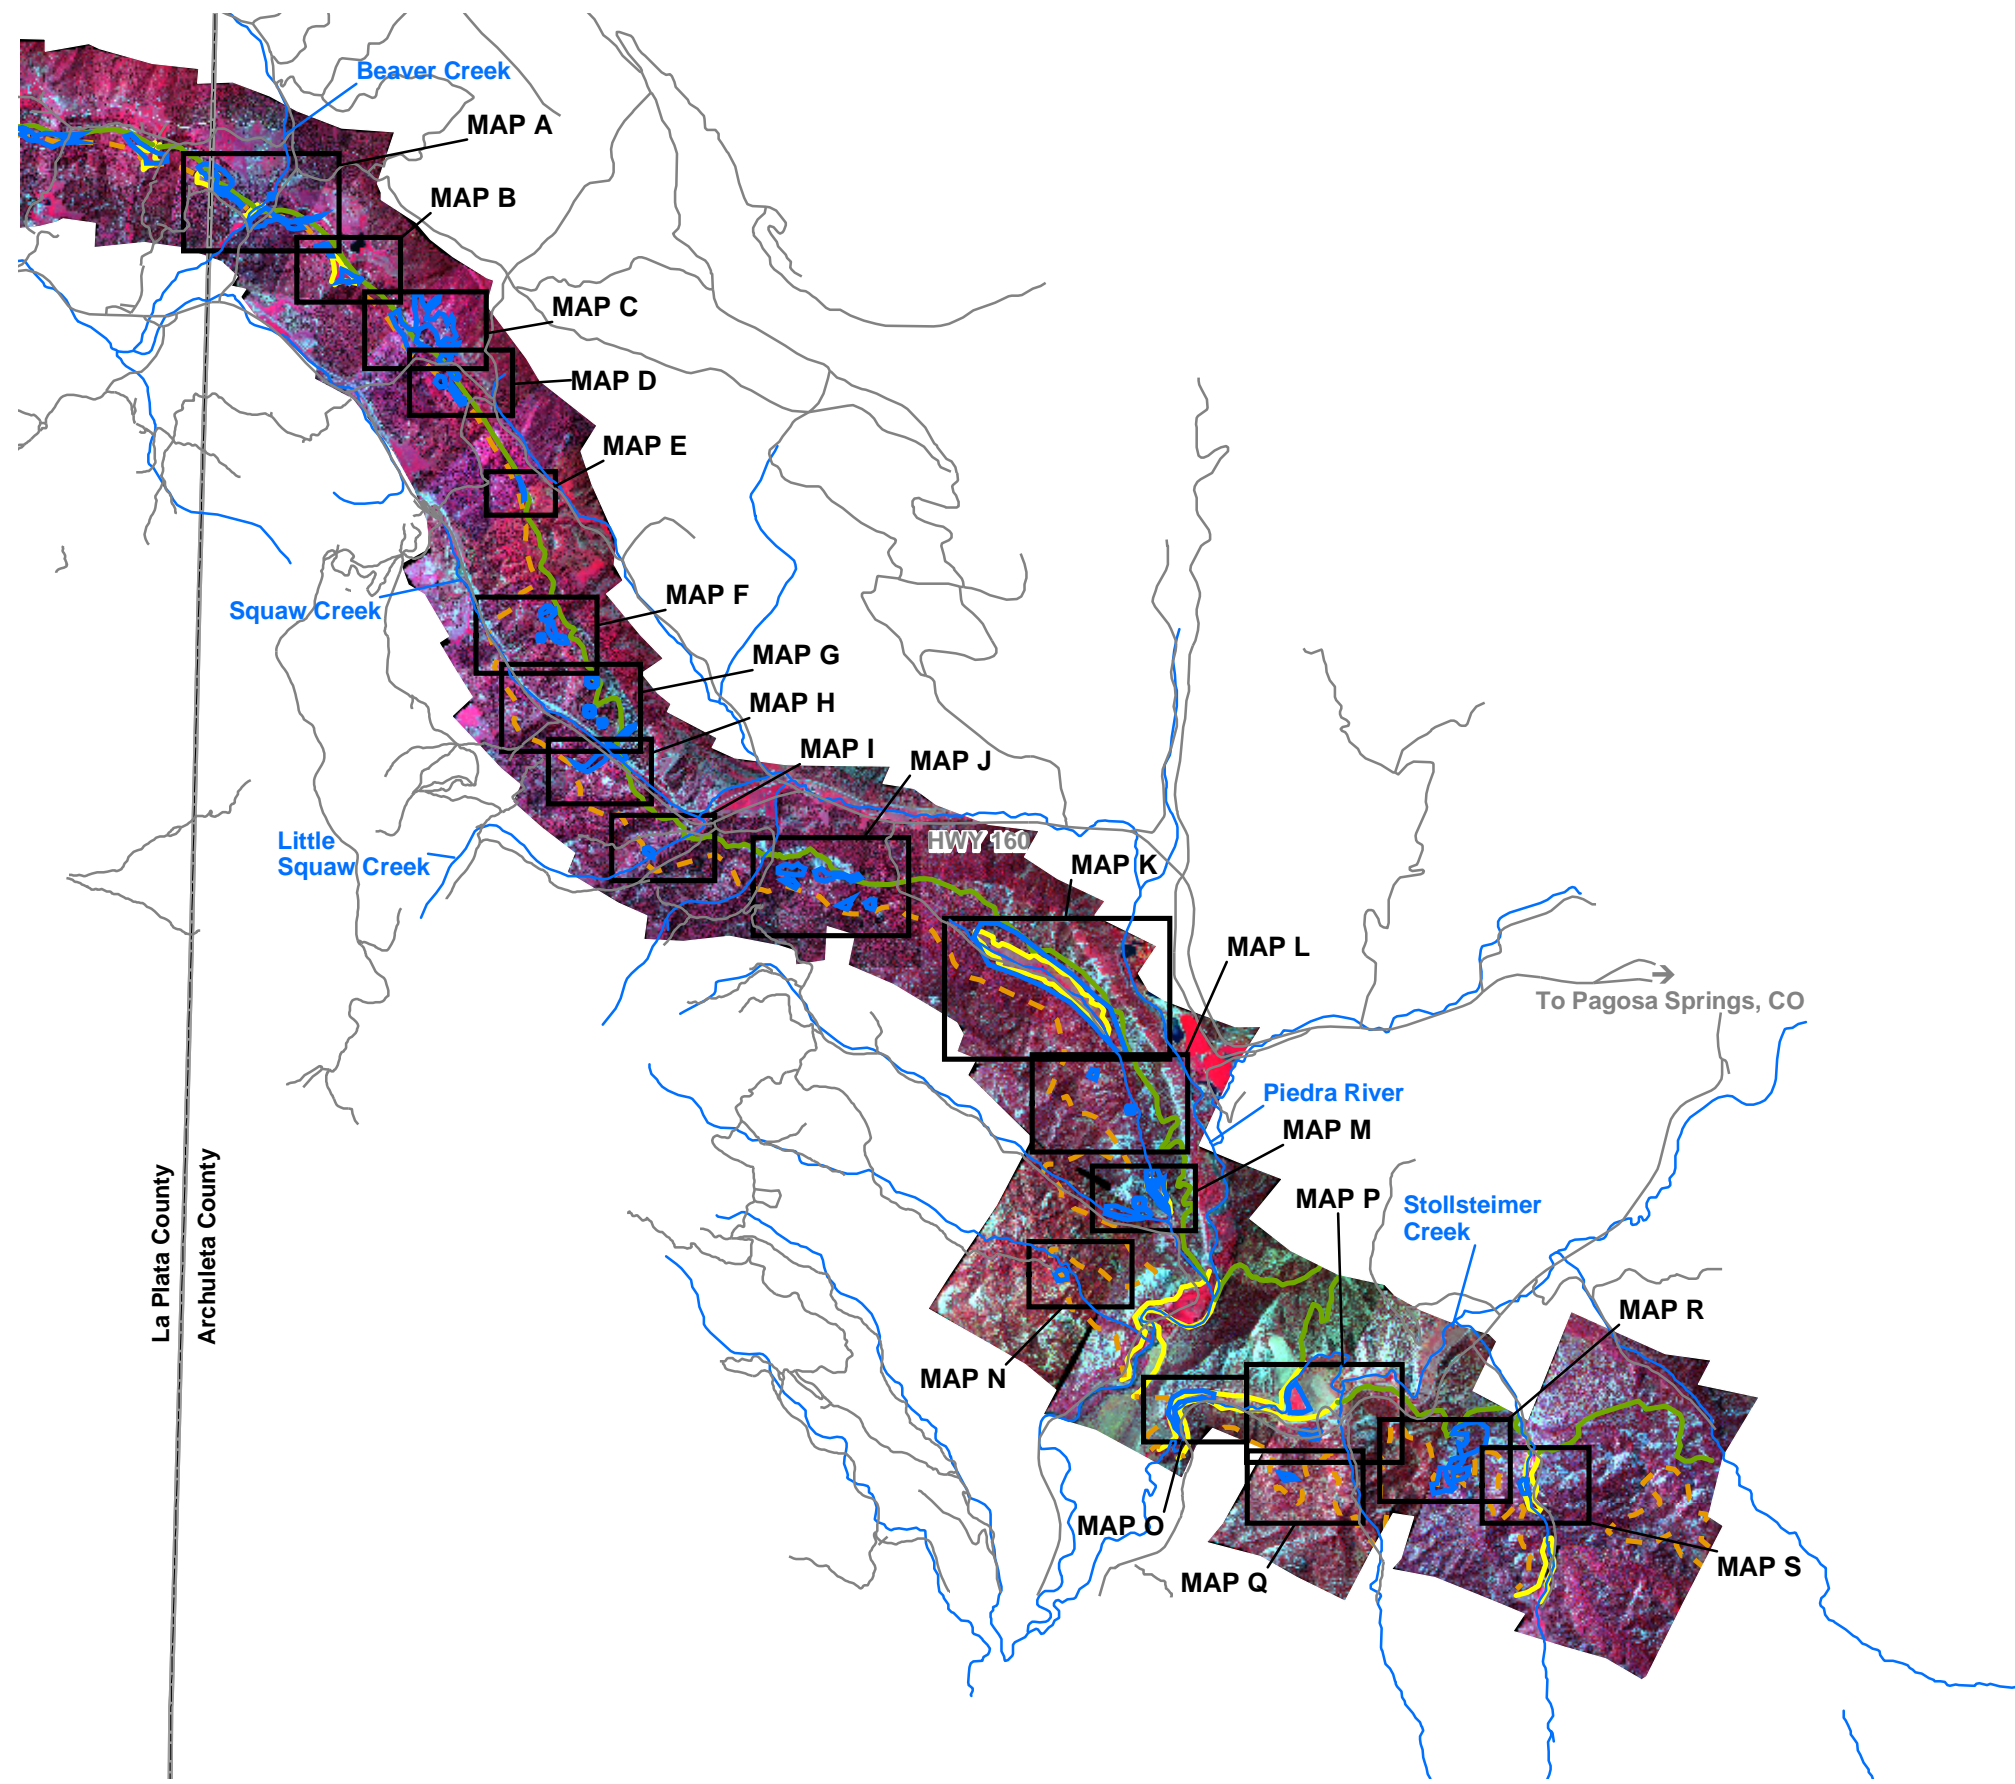 Beaver Creek
MAP A
MAP B
MAP C
MAP D
MAP E
MAP F
Squaw Creek
MAP G
MAP H
MAP I
MAP J
Little
Squaw Creek
HWY 160
MAP K
MAP L
To Pagosa Springs, CO
Piedra River
MAP M
La Plata County
Archuleta County
MAP P
Stollsteimer
Creek
MAP R
MAP N
MAP O
MAP Q
MAP S